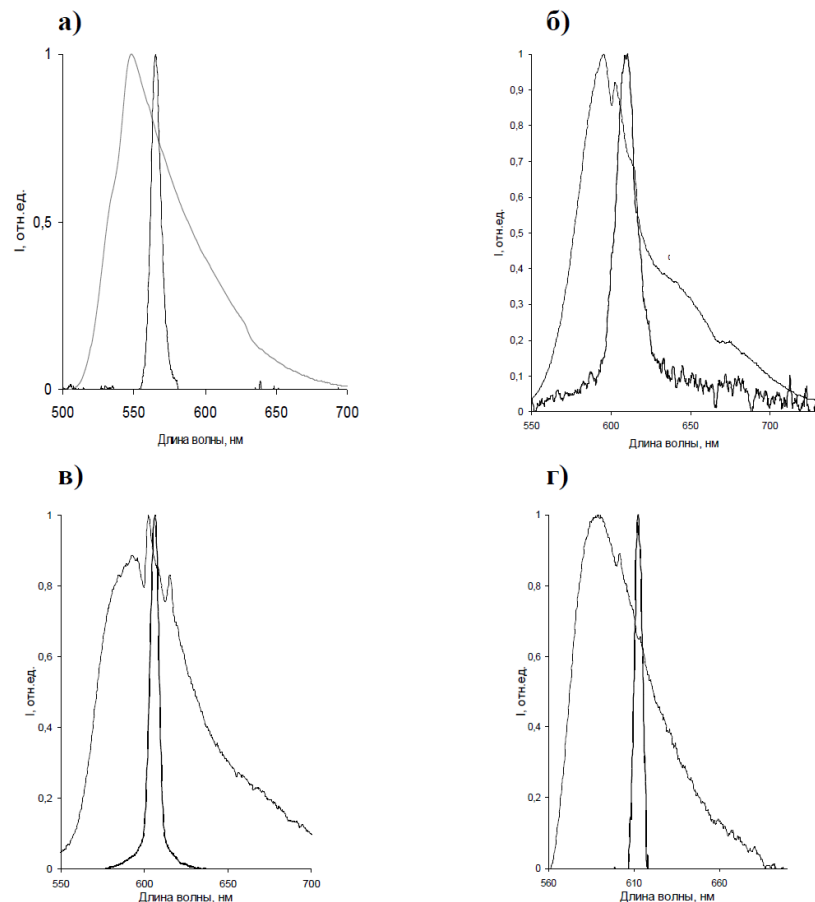 а)
I, отн.ед.
1
0,5
0
500 550 600 650 700
Длина волны, нм
б)
I, отн.ед.
1
0,9
0,8
0,7
0,6
0,5
0,4
0,3
0,2
0,1
0
550 600 650 700
Длина волны, нм
в)
I, отн.ед.
1
0,8
0,6
0,4
0,2
0
550 600 650 700
Длина волны, нм
г)
I, отн.ед.
1
0,8
0,6
0,4
0,2
0
560 610 660
Длина волны, нм